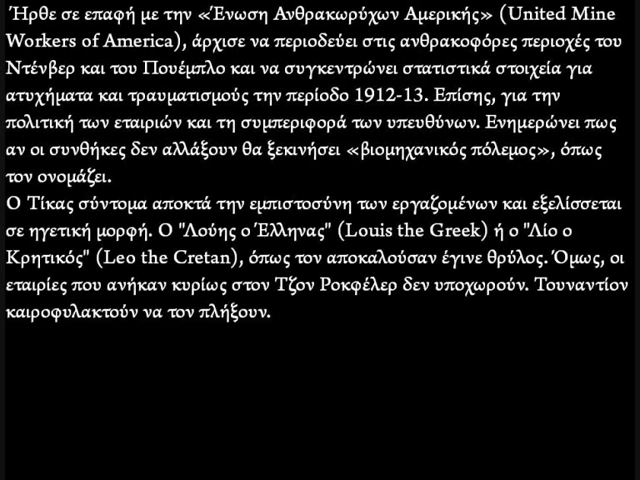 Ήρθε σε επαφή με την «Ένωση Ανθρακωρύχων Αμερικής» (United Mine
Workers of America), άρχισε να περιοδεύει στις ανθρακοφόρες περιοχές του
Ντένβερ και του Πουέμπλο και να συγκεντρώνει στατιστικά στοιχεία για
ατυχήματα και τραυματισμούς την περίοδο 1912-13. Επίσης, για την
πολιτική των εταιριών και τη συμπεριφορά των υπευθύνων. Ενημερώνει πως
αν οι συνθήκες δεν αλλάξουν θα ξεκινήσει «βιομηχανικός πόλεμος», όπως
τον ονομάζει.
Ο Τίκας σύντομα αποκτά την εμπιστοσύνη των εργαζομένων και εξελίσσεται
σε ηγετική μορφή. Ο "Λούης ο Έλληνας" (Louis the Greek) ή ο "Λίο ο
Κρητικός" (Leo the Cretan), όπως τον αποκαλούσαν έγινε θρύλος. Όμως, οι
εταιρίες που ανήκαν κυρίως στον Τζον Ροκφέλερ δεν υποχωρούν. Τουναντίον
καιροφυλακτούν να τον πλήξουν.